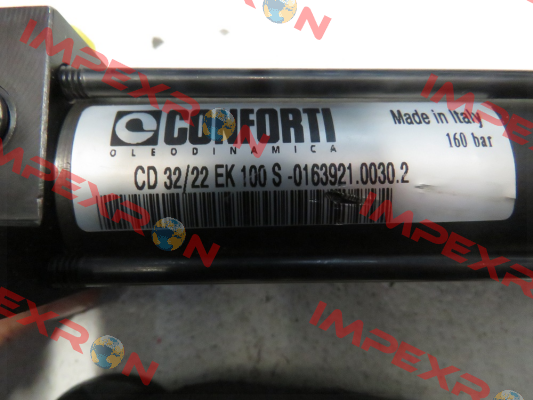 CONFORTI
OLEODINAMICA
Made in Italy
160 bar
CD 32/22 EK 100 S -0163921.0030.2
IMPEXRON
IMPEXRON
IMPEXRON
IMPEXRON